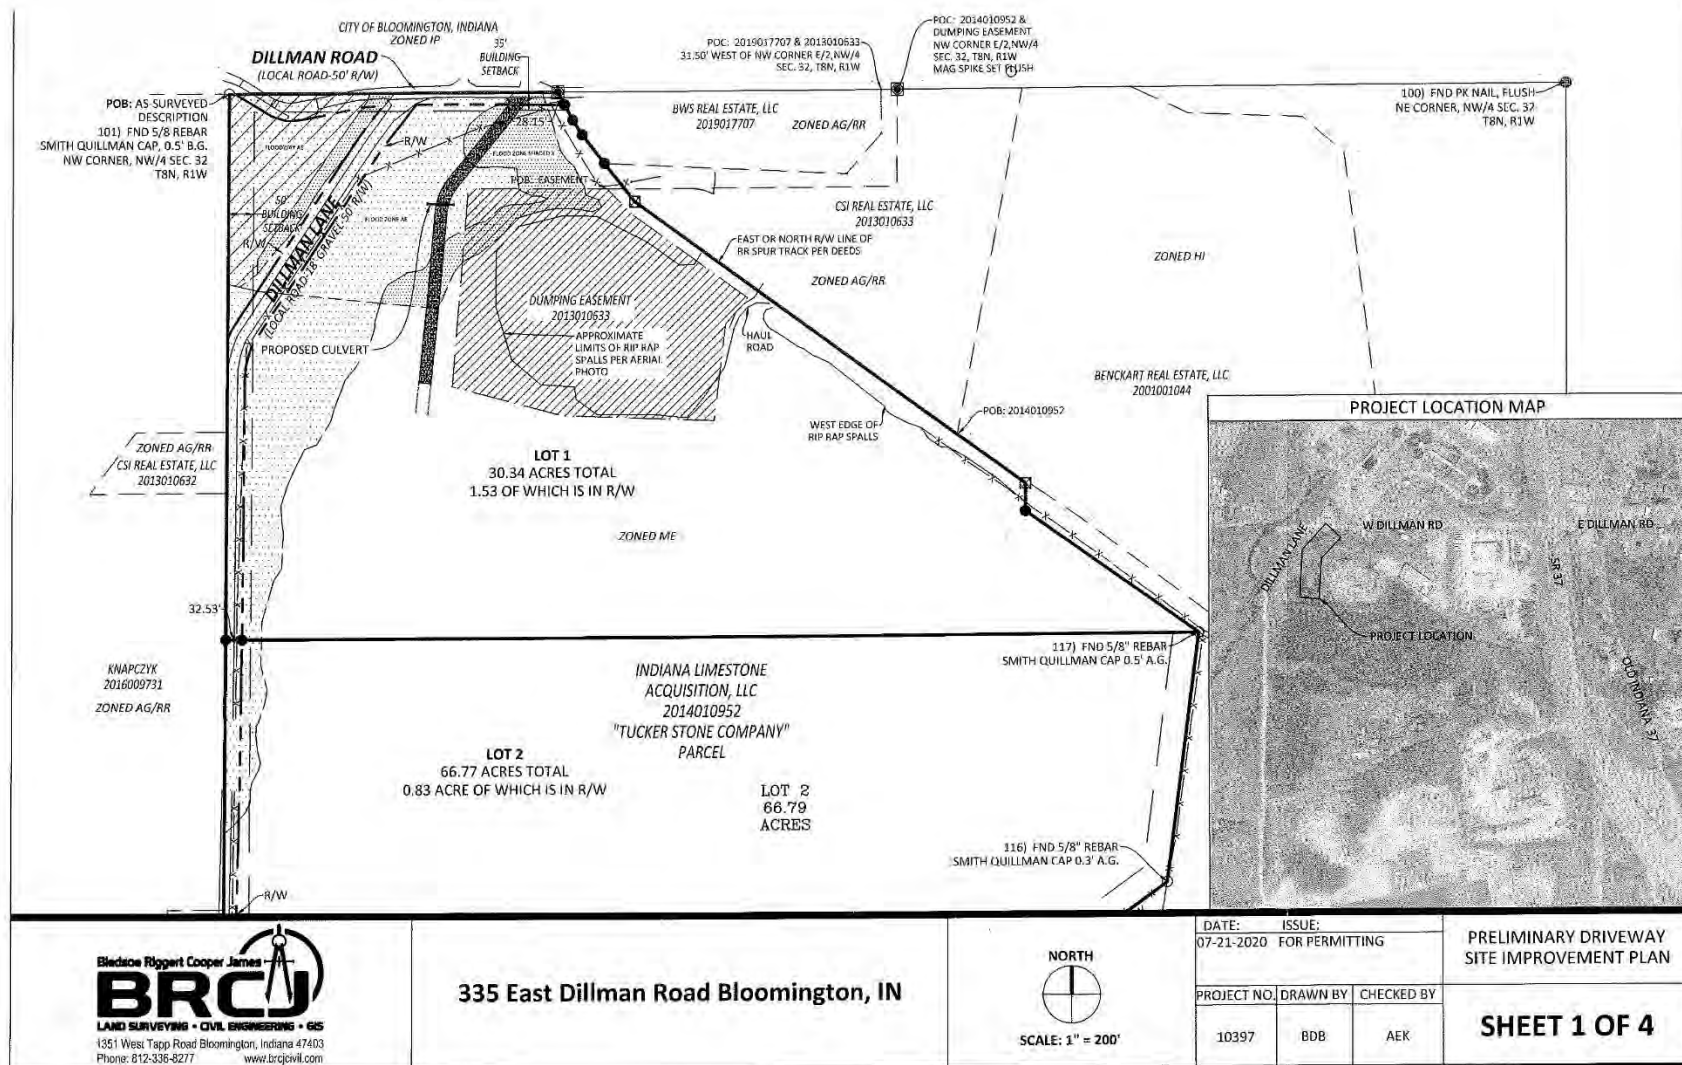 CITY OF BLOOMINGTON, INDIANA
ZONED IP
DILLMAN ROAD
(LOCAL ROAD-50' R/W)
35'
BUILDING
SETBACK
POC: 2019017707 & 2013010633
31.50' WEST OF NW CORNER E/2,NW/4
SEC. 32, T8N, R1W
POC: 2014010952 &
DUMPING EASEMENT
NW CORNER E/2,NW/4
SEC. 32, T8N, R1W
MAG SPIKE SET FLUSH
100) FND PK NAIL, FLUSH
NE CORNER, NW/4 SEC. 32
T8N, R1W
POB: AS-SURVEYED
DESCRIPTION
101) FND 5/8 REBAR
SMITH QUILLMAN CAP, 0.5' B.G.
NW CORNER, NW/4 SEC. 32
T8N, R1W
BWS REAL ESTATE, LLC
2019017707
ZONED AG/RR
28.15'
R/W
FLOOD ZONE AE
POB: EASEMENT
50'
BUILDING
SETBACK
R/W
DILLMAN LANE
(LOCAL ROAD-18' GRAVEL-50' R/W)
FLOOD ZONE AE
CSI REAL ESTATE, LLC
2013010633
EAST OR NORTH R/W LINE OF
RR SPUR TRACK PER DEEDS
ZONED AG/RR
ZONED HI
DUMPING EASEMENT
2013010633
APPROXIMATE
LIMITS OF RIP RAP
SPALLS PER AERIAL
PHOTO
HAUL
ROAD
PROPOSED CULVERT
BENCKART REAL ESTATE, LLC
2001001044
POB: 2014010952
WEST EDGE OF
RIP RAP SPALLS
ZONED AG/RR
CSI REAL ESTATE, LLC
2013010632
LOT 1
30.34 ACRES TOTAL
1.53 OF WHICH IS IN R/W
ZONED ME
PROJECT LOCATION MAP
W DILLMAN RD
E DILLMAN RD
DILLMAN LANE
SR 37
PROJECT LOCATION
OLD INDIANA 37
32.53'
117) FND 5/8" REBAR
SMITH QUILLMAN CAP 0.5' A.G.
KNAPCZYK
2016009731
ZONED AG/RR
INDIANA LIMESTONE
ACQUISITION, LLC
2014010952
"TUCKER STONE COMPANY"
PARCEL
LOT 2
66.77 ACRES TOTAL
0.83 ACRE OF WHICH IS IN R/W
LOT 2
66.79
ACRES
116) FND 5/8" REBAR
SMITH QUILLMAN CAP 0.3' A.G.
R/W
Bledsoe Riggert Cooper James
BRCJ
LAND SURVEYING • CIVIL ENGINEERING • GIS
1351 West Tapp Road Bloomington, Indiana 47403
Phone: 812-336-8277 www.brcjcivil.com
335 East Dillman Road Bloomington, IN
NORTH
SCALE: 1" = 200'
DATE: ISSUE:
07-21-2020 FOR PERMITTING
PROJECT NO. DRAWN BY CHECKED BY
10397 BDB AEK
PRELIMINARY DRIVEWAY
SITE IMPROVEMENT PLAN
SHEET 1 OF 4